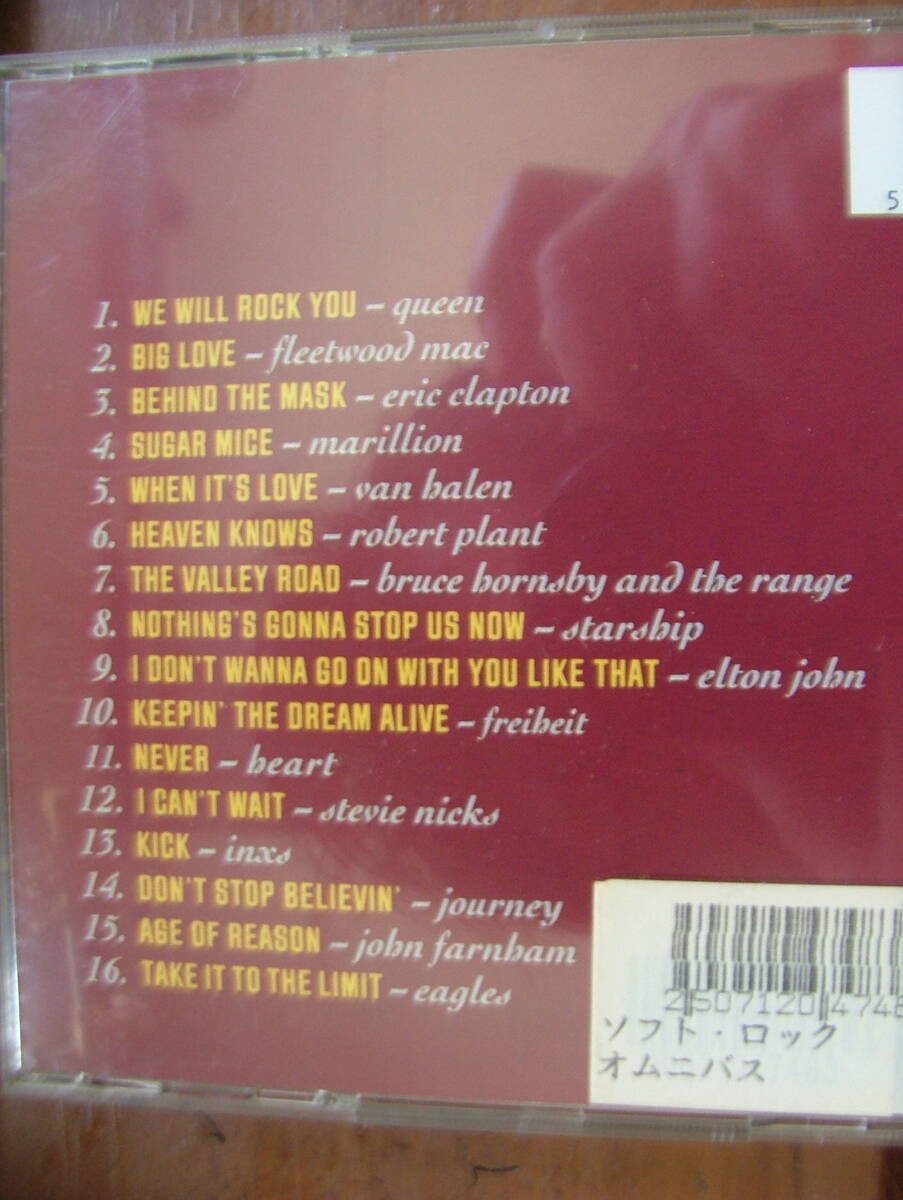 5
1. WE WILL ROCK YOU – queen
2. BIG LOVE – fleetwood mac
3. BEHIND THE MASK – eric clapton
4. SUGAR MICE – marillion
5. WHEN IT'S LOVE – van halen
6. HEAVEN KNOWS – robert plant
7. THE VALLEY ROAD – bruce hornsby and the range
8. NOTHING'S GONNA STOP US NOW – starship
9. I DON'T WANNA GO ON WITH YOU LIKE THAT – elton john
10. KEEPIN' THE DREAM ALIVE – freiheit
11. NEVER – heart
12. I CAN'T WAIT – stevie nicks
13. KICK – inxs
14. DON'T STOP BELIEVIN' – journey
15. AGE OF REASON – john farnham
16. TAKE IT TO THE LIMIT – eagles
2 507120 4748
ソフト・ロック
オムニバス